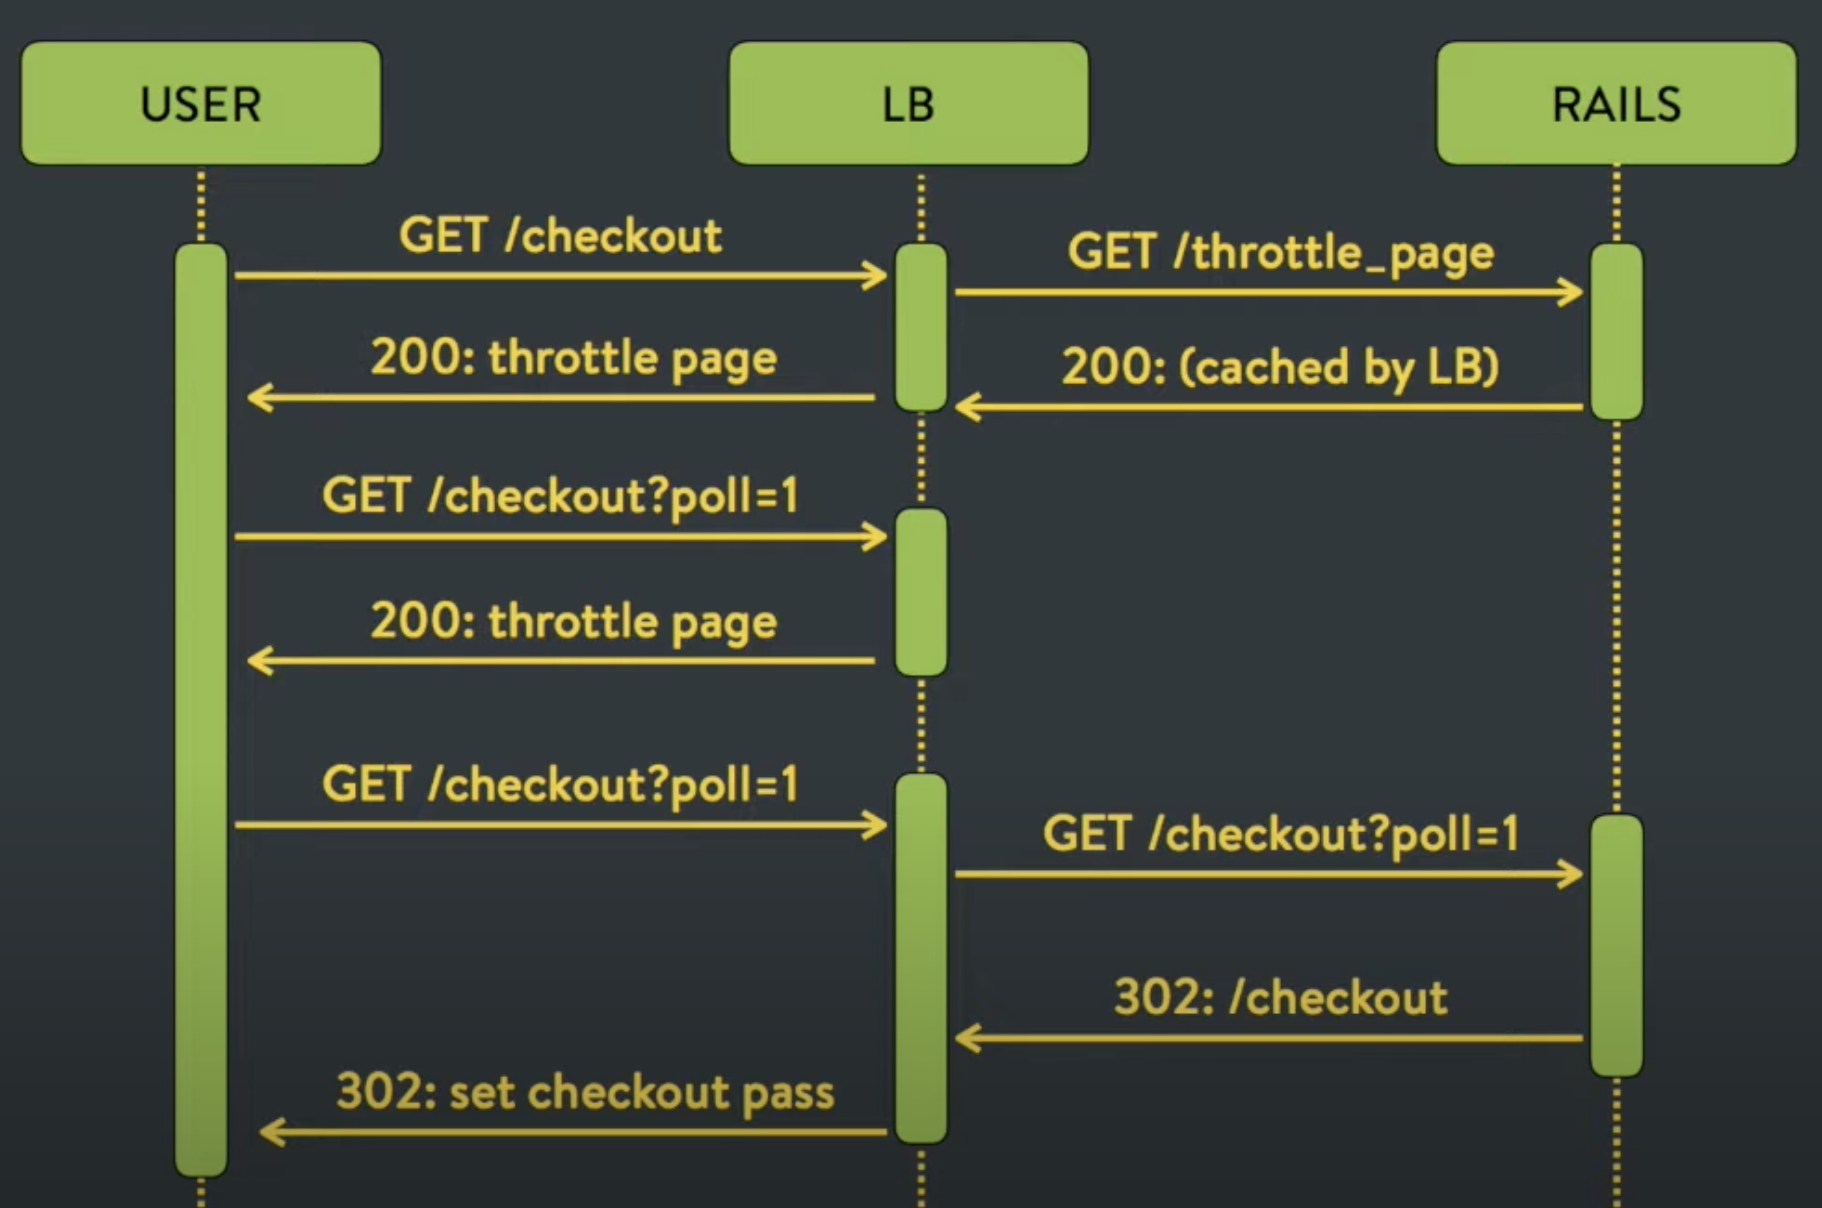 USER
LB
RAILS
GET /checkout
GET /throttle_page
200: throttle page
200: (cached by LB)
GET /checkout?poll=1
200: throttle page
GET /checkout?poll=1
GET /checkout?poll=1
302: /checkout
302: set checkout pass